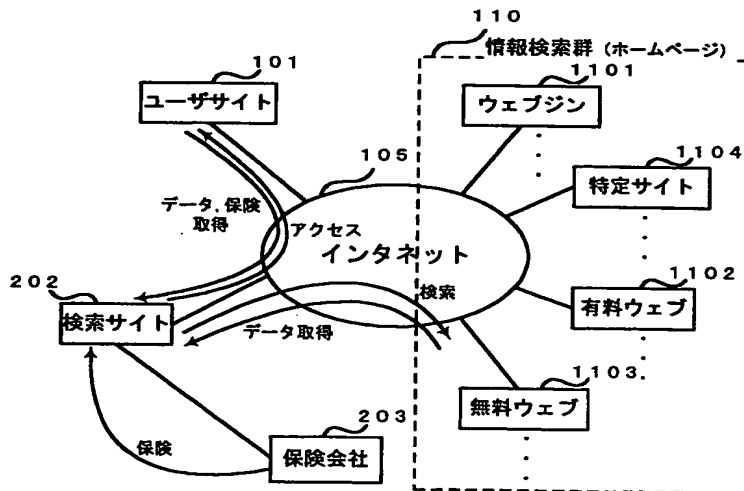 110
情報検索群 (ホームページ)
101
ユーザサイト
1101
ウェブジン
105
1104
特定サイト
データ、保険
取得
アクセス
インタネット
202
検索サイト
検索
データ取得
1102
有料ウェブ
1103
無料ウェブ
203
保険
保険会社